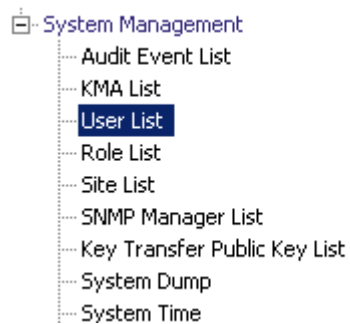 System Management
Audit Event List
KMA List
User List
Role List
Site List
SNMP Manager List
Key Transfer Public Key List
System Dump
System Time